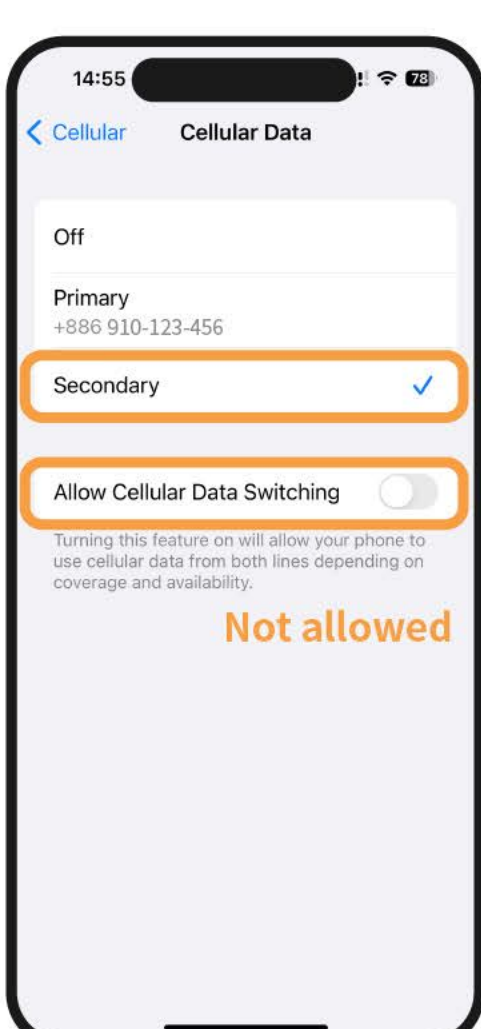 14:55
78
Cellular
Cellular Data
Off
Primary
+886 910-123-456
Secondary
Allow Cellular Data Switching
Turning this feature on will allow your phone to
use cellular data from both lines depending on
coverage and availability.
Not allowed